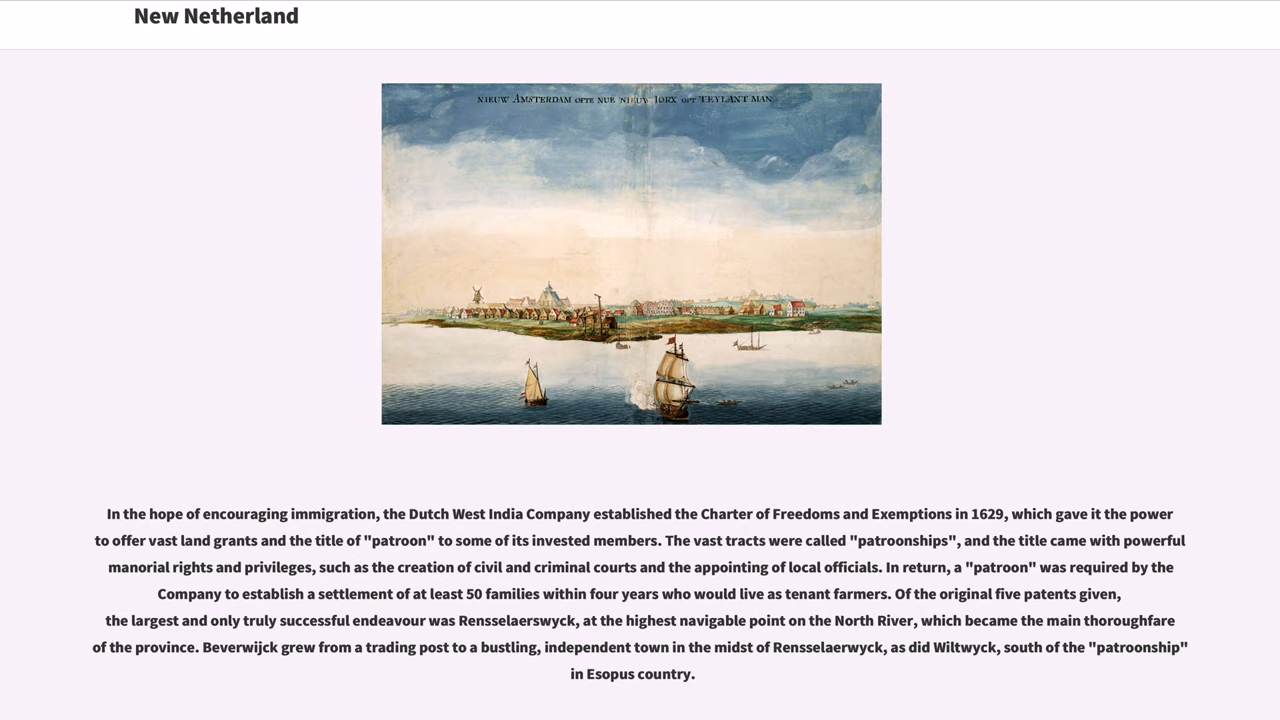 New Netherland
NIEUW AMSTERDAM OFTE NUE NIEUW IORX OPT TEYLANT MAN
In the hope of encouraging immigration, the Dutch West India Company established the Charter of Freedoms and Exemptions in 1629, which gave it the power
to offer vast land grants and the title of "patroon" to some of its invested members. The vast tracts were called "patroonships", and the title came with powerful
manorial rights and privileges, such as the creation of civil and criminal courts and the appointing of local officials. In return, a "patroon" was required by the
Company to establish a settlement of at least 50 families within four years who would live as tenant farmers. Of the original five patents given,
the largest and only truly successful endeavour was Rensselaerswyck, at the highest navigable point on the North River, which became the main thoroughfare
of the province. Beverwijck grew from a trading post to a bustling, independent town in the midst of Rensselaerwyck, as did Wiltwyck, south of the "patroonship"
in Esopus country.